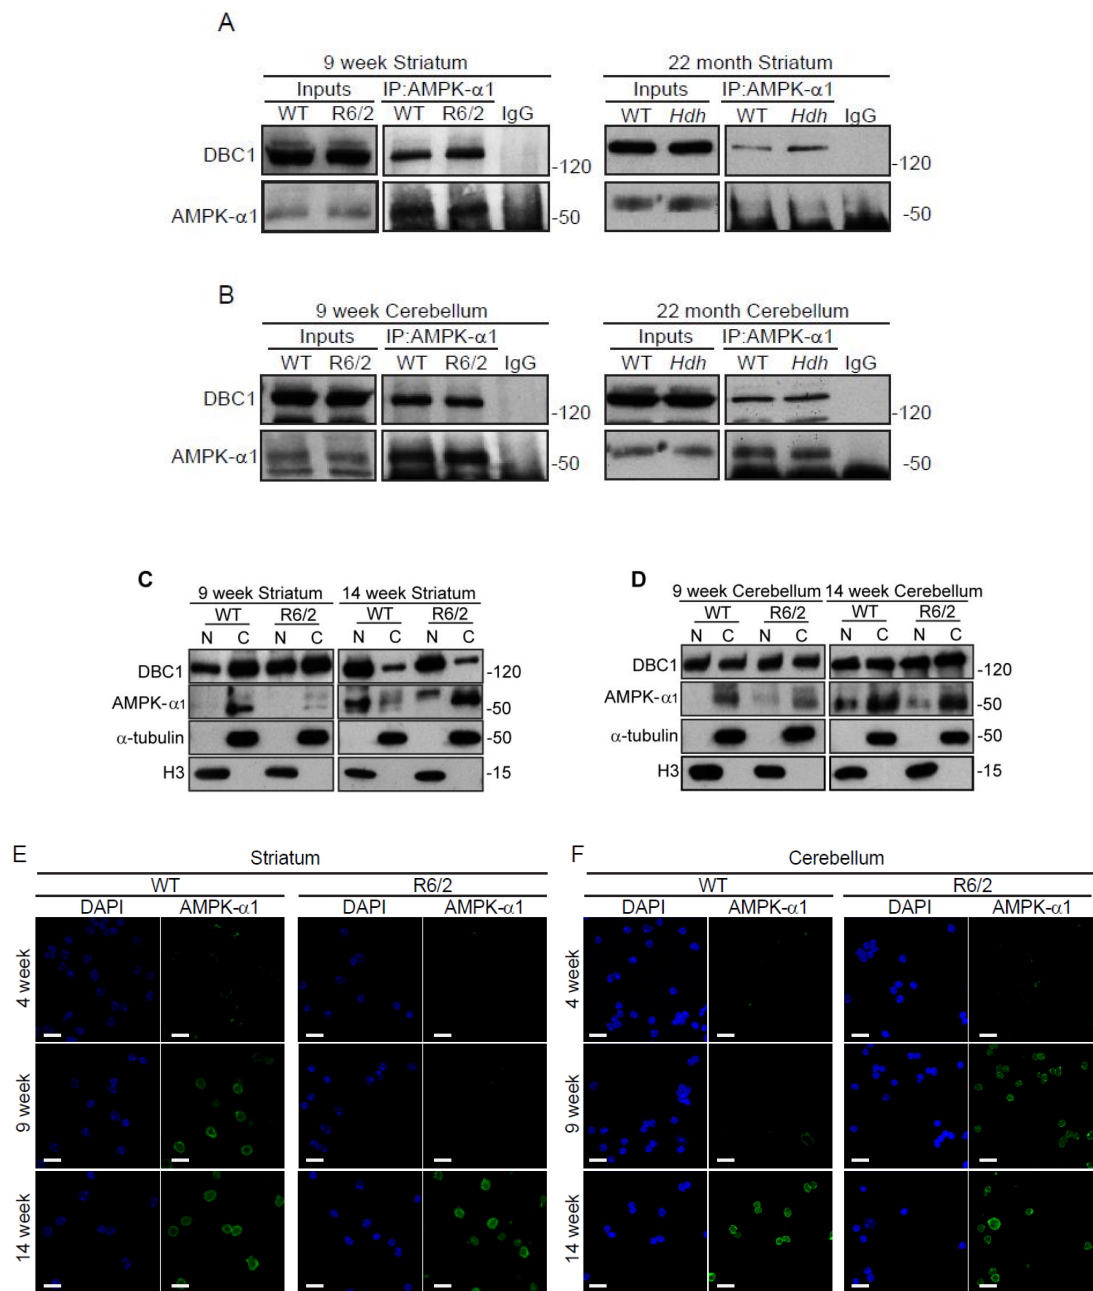 A
9 week Striatum
22 month Striatum
Inputs IP:AMPK-α1
Inputs IP:AMPK-α1
WT R6/2 WT R6/2 IgG
WT Hdh WT Hdh IgG
DBC1 -120 -120
AMPK-α1 -50 -50
B
9 week Cerebellum
22 month Cerebellum
Inputs IP:AMPK-α1
Inputs IP:AMPK-α1
WT R6/2 WT R6/2 IgG
WT Hdh WT Hdh IgG
DBC1 -120 -120
AMPK-α1 -50 -50
C
9 week Striatum 14 week Striatum
WT R6/2 WT R6/2
N C N C N C N C
DBC1 -120
AMPK-α1 -50
α-tubulin -50
H3 -15
D
9 week Cerebellum 14 week Cerebellum
WT R6/2 WT R6/2
N C N C N C N C
DBC1 -120
AMPK-α1 -50
α-tubulin -50
H3 -15
E
Striatum
WT R6/2
DAPI AMPK-α1 DAPI AMPK-α1
4 week
9 week
14 week
F
Cerebellum
WT R6/2
DAPI AMPK-α1 DAPI AMPK-α1
4 week
9 week
14 week